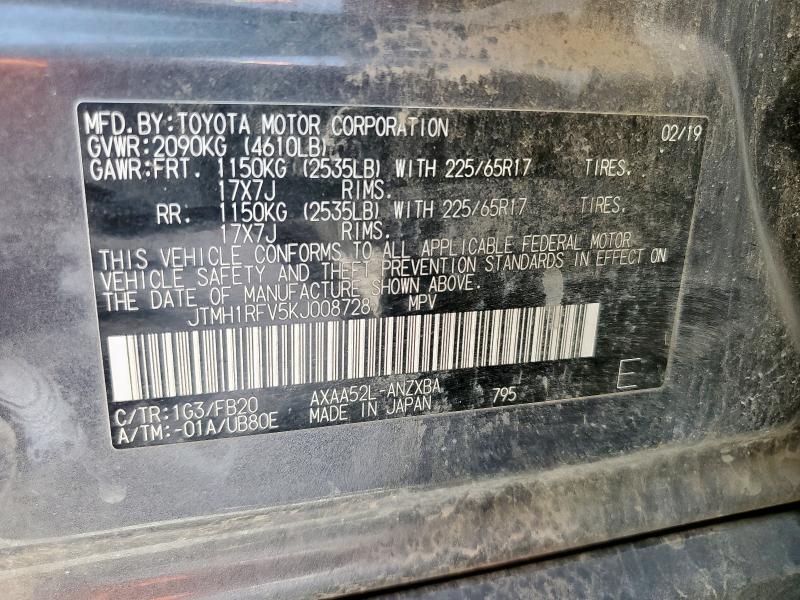 MFD.BY:TOYOTA MOTOR CORPORATION 02/19
GVWR:2090KG (4610LB)
GAWR:FRT. 1150KG (2535LB) WITH 225/65R17 TIRES.
17X7J RIMS.
RR: 1150KG (2535LB) WITH 225/65R17 TIRES.
17X7J RIMS.
THIS VEHICLE CONFORMS TO ALL APPLICABLE FEDERAL MOTOR
VEHICLE SAFETY AND THEFT PREVENTION STANDARDS IN EFFECT ON
THE DATE OF MANUFACTURE SHOWN ABOVE.
JTMH1RFV5KJ008728 MPV
C/TR:1G3/FB20 AXAA52L-ANZXBA 795 E
A/TM:-01A/UB80E MADE IN JAPAN